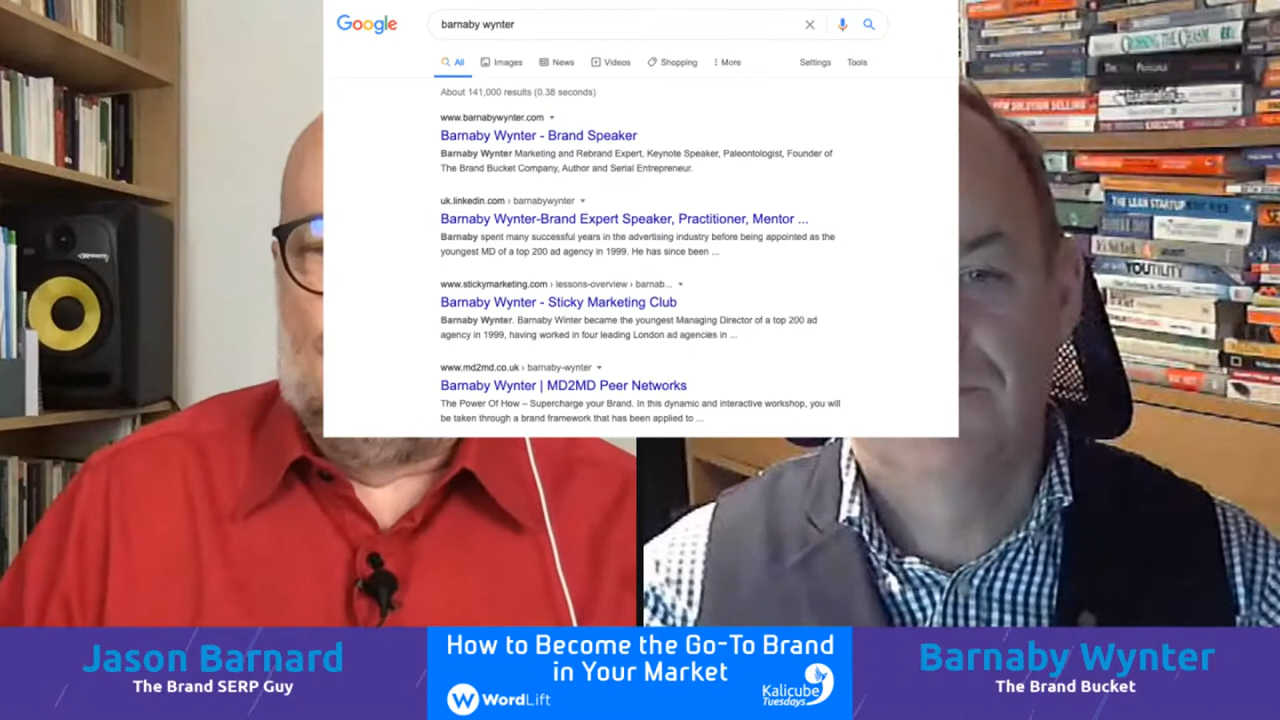 Google
barnaby wynter
All
Images
News
Videos
Shopping
More
Settings
Tools
About 141,000 results (0.38 seconds)
www.barnabywynter.com
Barnaby Wynter - Brand Speaker
Barnaby Wynter Marketing and Rebrand Expert, Keynote Speaker, Paleontologist, Founder of
The Brand Bucket Company, Author and Serial Entrepreneur.
uk.linkedin.com › barnabywynter
Barnaby Wynter-Brand Expert Speaker, Practitioner, Mentor ...
Barnaby spent many successful years in the advertising industry before being appointed as the
youngest MD of a top 200 ad agency in 1999. He has since been ...
www.stickymarketing.com › lessons-overview › barnab...
Barnaby Wynter - Sticky Marketing Club
Barnaby Wynter. Barnaby Winter became the youngest Managing Director of a top 200 ad
agency in 1999, having worked in four leading London ad agencies in ...
www.md2md.co.uk › barnaby-wynter
Barnaby Wynter | MD2MD Peer Networks
The Power Of How – Supercharge your Brand. In this dynamic and interactive workshop, you will
be taken through a brand framework that has been applied to ...
CROSSING THE CHASM
SOLUTION SELLING
THE LEAN STARTUP
YOUTILITY
Jason Barnard
The Brand SERP Guy
How to Become the Go-To Brand
in Your Market
WordLift
Kalicube
Tuesdays
Barnaby Wynter
The Brand Bucket